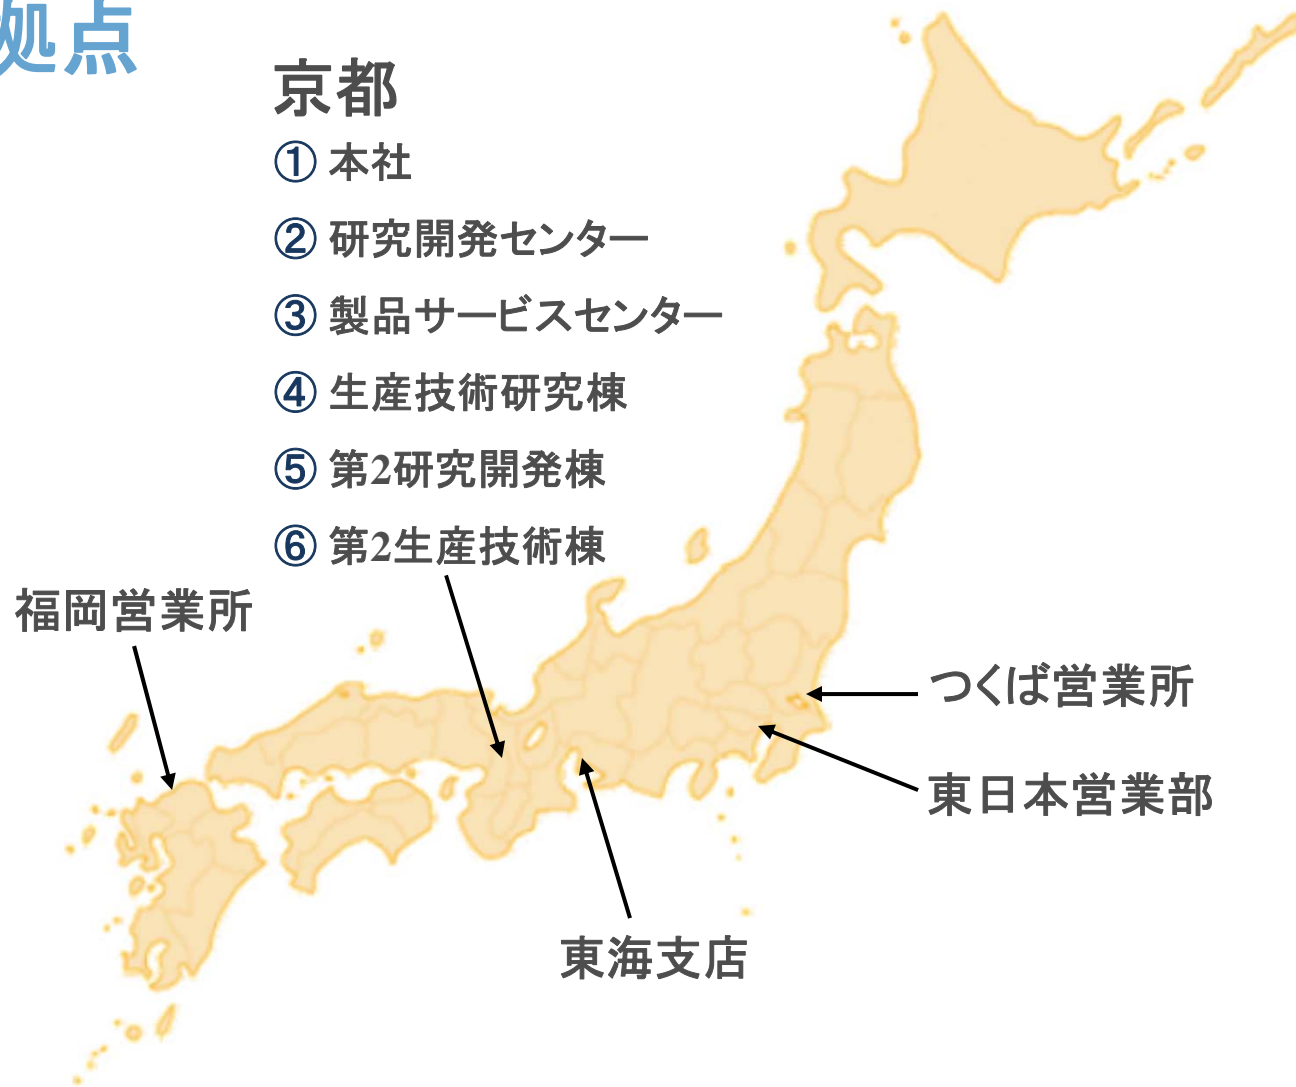 拠点
京都
① 本社
② 研究開発センター
③ 製品サービスセンター
④ 生産技術研究棟
⑤ 第2研究開発棟
⑥ 第2生産技術棟
福岡営業所
つくば営業所
東日本営業部
東海支店